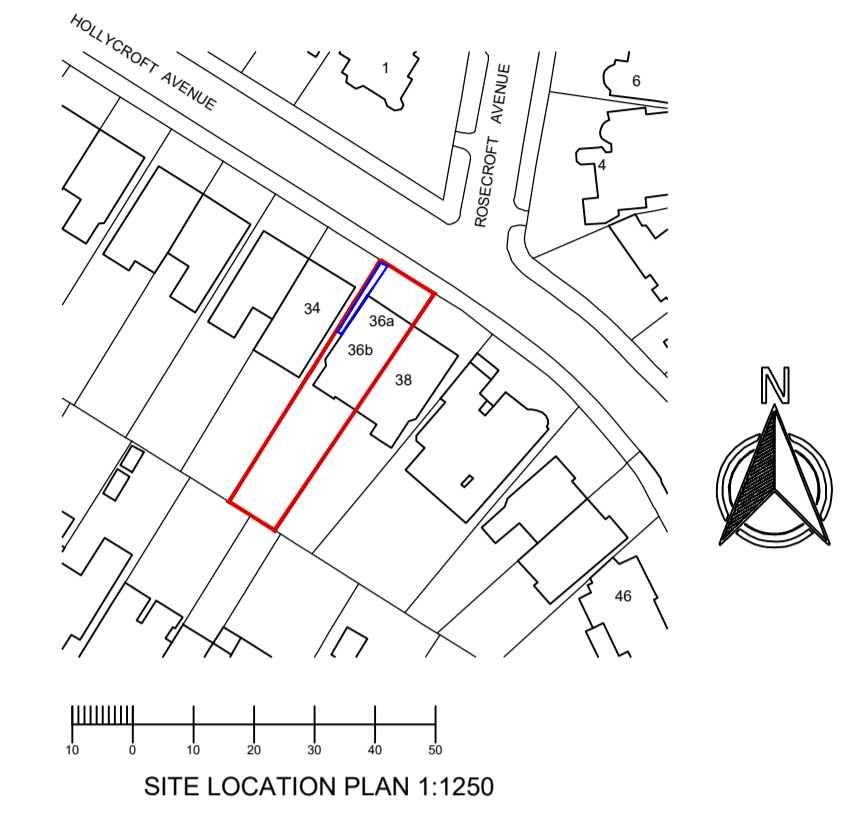 HOLLYCROFT AVENUE
1
ROSECROFT AVENUE
6
4
34
36a
36b
38
N
46
10 0 10 20 30 40 50
SITE LOCATION PLAN 1:1250